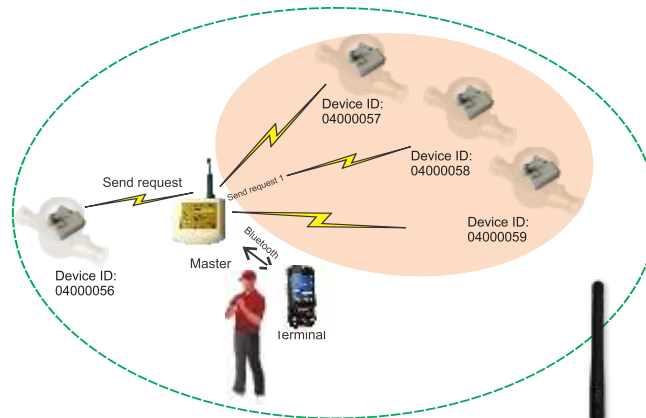 Device ID:
04000057
Device ID:
04000058
Send request
Send request 1
Device ID:
04000059
Bluetooth
Master
Device ID:
04000056
Terminal